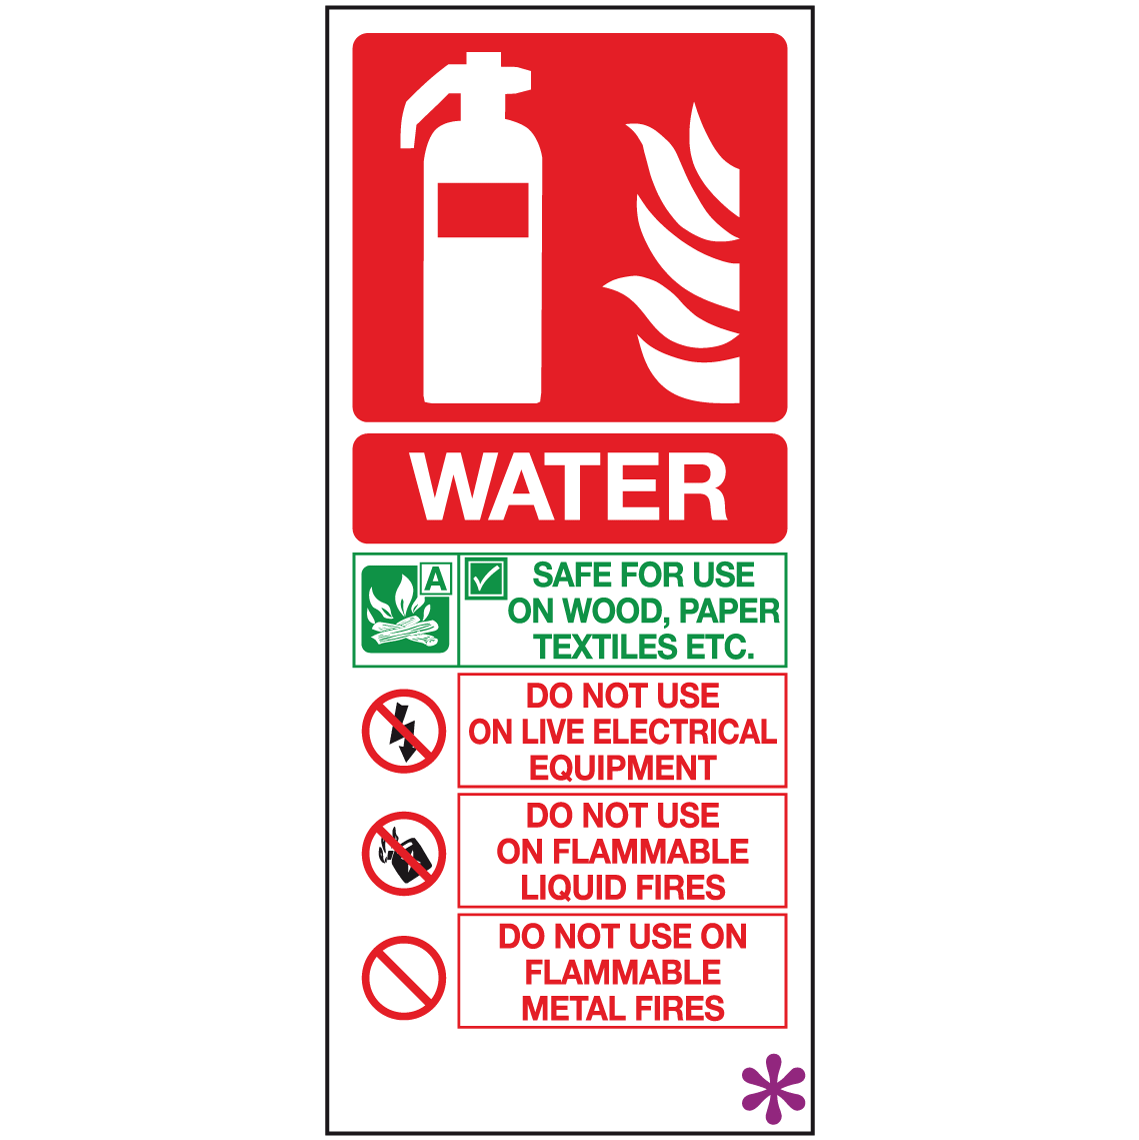 WATER
A
SAFE FOR USE
ON WOOD, PAPER
TEXTILES ETC.
DO NOT USE
ON LIVE ELECTRICAL
EQUIPMENT
DO NOT USE
ON FLAMMABLE
LIQUID FIRES
DO NOT USE ON
FLAMMABLE
METAL FIRES